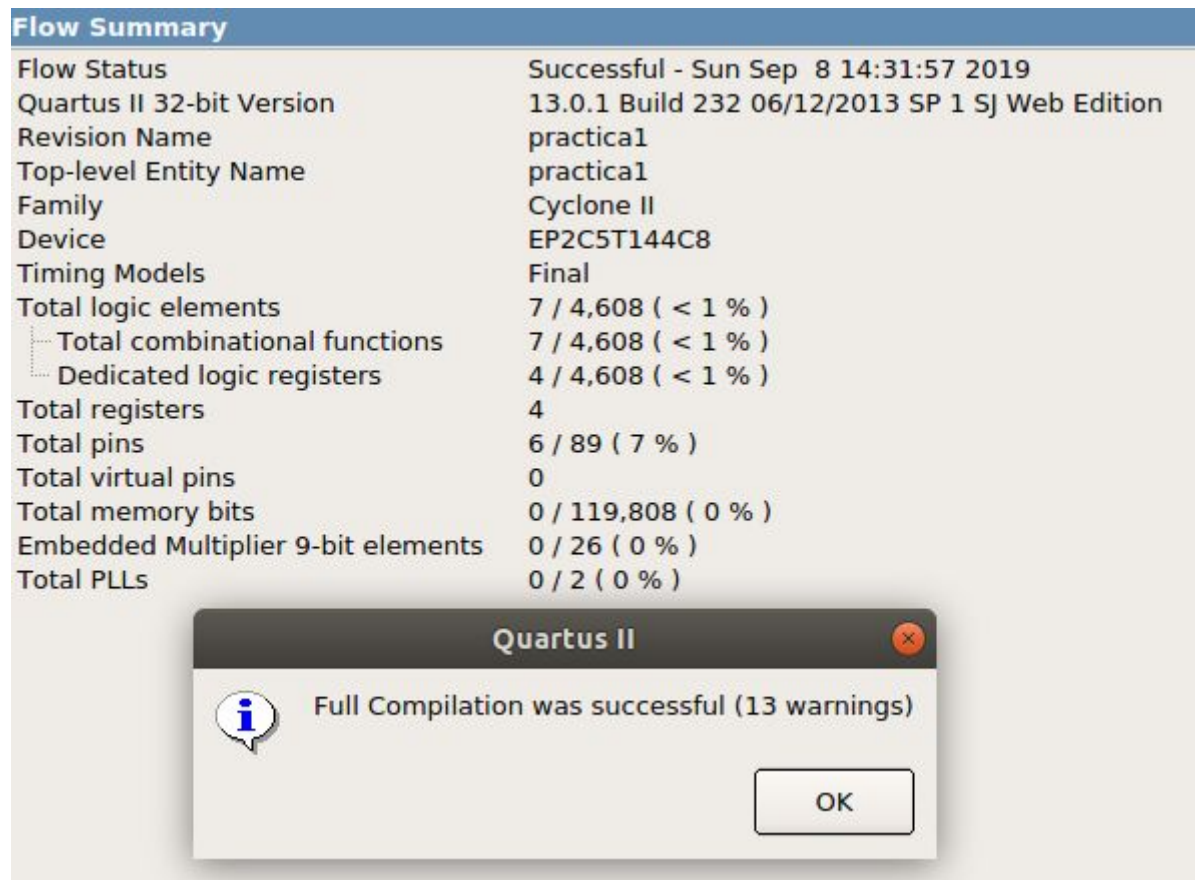 Flow Summary
Flow Status Successful - Sun Sep 8 14:31:57 2019
Quartus II 32-bit Version 13.0.1 Build 232 06/12/2013 SP 1 SJ Web Edition
Revision Name practica1
Top-level Entity Name practica1
Family Cyclone II
Device EP2C5T144C8
Timing Models Final
Total logic elements 7 / 4,608 ( < 1 % )
Total combinational functions 7 / 4,608 ( < 1 % )
Dedicated logic registers 4 / 4,608 ( < 1 % )
Total registers 4
Total pins 6 / 89 ( 7 % )
Total virtual pins 0
Total memory bits 0 / 119,808 ( 0 % )
Embedded Multiplier 9-bit elements 0 / 26 ( 0 % )
Total PLLs 0 / 2 ( 0 % )
Quartus II
Full Compilation was successful (13 warnings)
OK